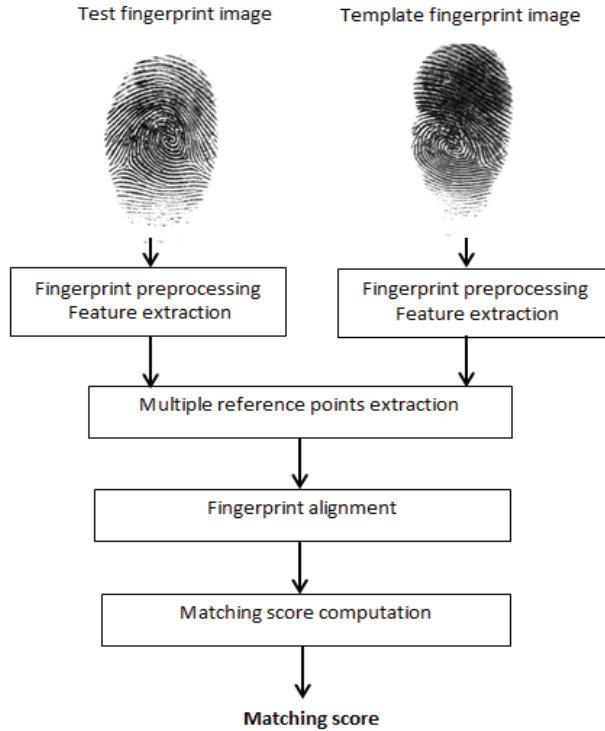 Test fingerprint image
Template fingerprint image
Fingerprint preprocessing
Feature extraction
Fingerprint preprocessing
Feature extraction
Multiple reference points extraction
Fingerprint alignment
Matching score computation
Matching score